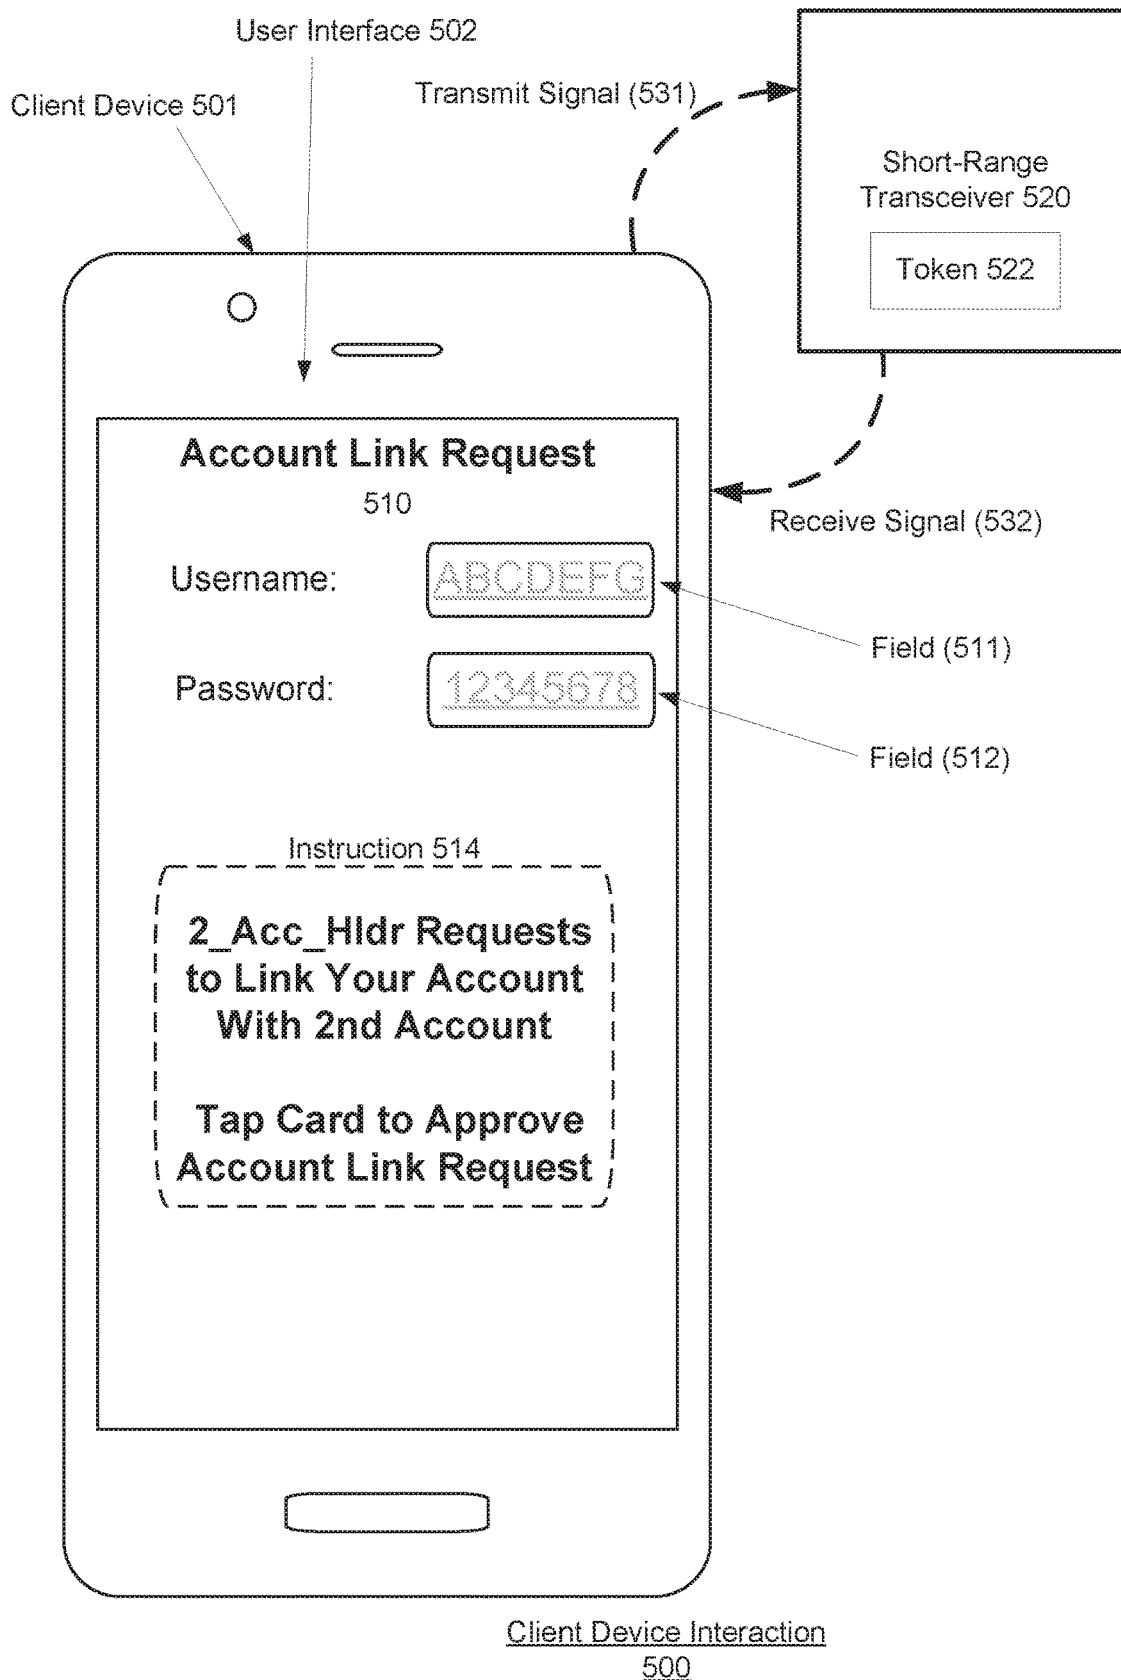 User Interface 502
Client Device 501
Transmit Signal (531)
Short-Range
Transceiver 520
Token 522
Account Link Request
510
Receive Signal (532)
Username:
ABCDEFG
Field (511)
Password:
12345678
Field (512)
Instruction 514
2_Acc_Hldr Requests
to Link Your Account
With 2nd Account
Tap Card to Approve
Account Link Request
Client Device Interaction
500